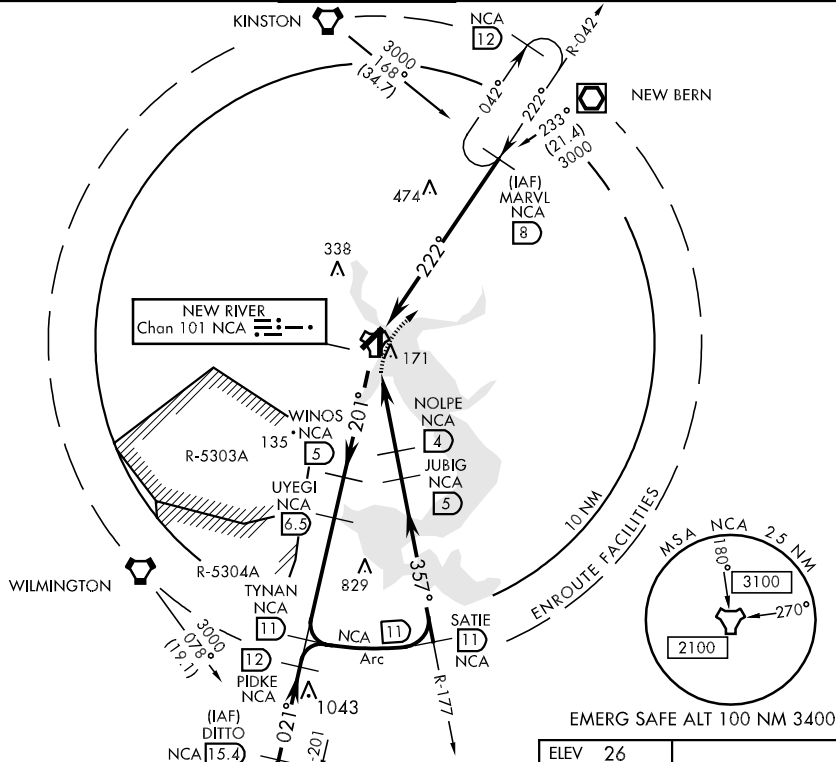 KINSTON
NCA
12
R-042
3000
168°
(34.7)
042°
222°
NEW BERN
233°
(21.4)
3000
(IAF)
MARVL
NCA
8
474
222°
338
NEW RIVER
Chan 101 NCA
171
201°
WINOS
NCA
5
135
R-5303A
NOLPE
NCA
4
JUBIG
NCA
5
UYEGI
NCA
6.5
10 NM
ENROUTE FACILITIES
R-5304A
829
357°
WILMINGTON
TYNAN
NCA
11
NCA 11
Arc
SATIE
11
NCA
3000
078°
(19.1)
12
PIDKE
NCA
R-177
1043
(IAF)
DITTO
NCA 15.4
021°
-201
MSA NCA 25 NM
180°
3100
270°
2100
EMERG SAFE ALT 100 NM 3400
ELEV 26